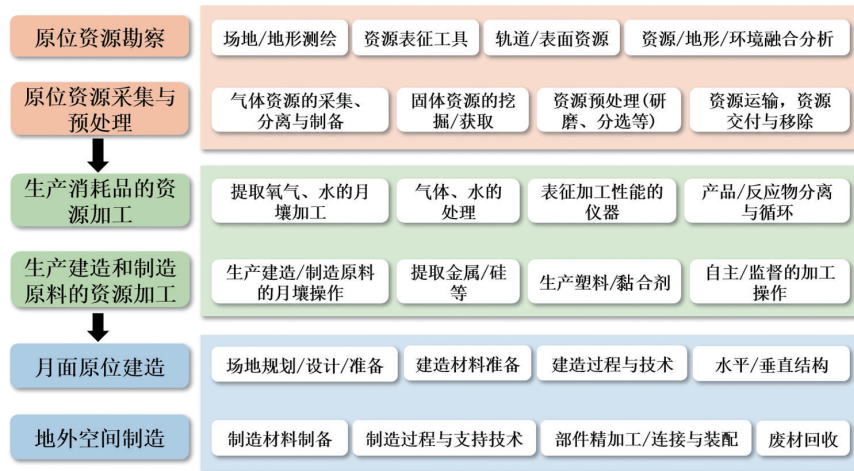 原位资源勘察
场地/地形测绘
资源表征工具
轨道/表面资源
资源/地形/环境融合分析
原位资源采集与
预处理
气体资源的采集、
分离与制备
固体资源的挖
掘/获取
资源预处理(研
磨、分选等)
资源运输，资源
交付与移除
生产消耗品的资
源加工
提取氧气、水的月
壤加工
气体、水的
处理
表征加工性能的
仪器
产品/反应物分离
与循环
生产建造和制造
原料的资源加工
生产建造/制造原料
的月壤操作
提取金属/硅
等
生产塑料/黏合剂
自主/监督的加工
操作
月面原位建造
场地规划/设计/准备
建造材料准备
建造过程与技术
水平/垂直结构
地外空间制造
制造材料制备
制造过程与支持技术
部件精加工/连接与装配
废材回收